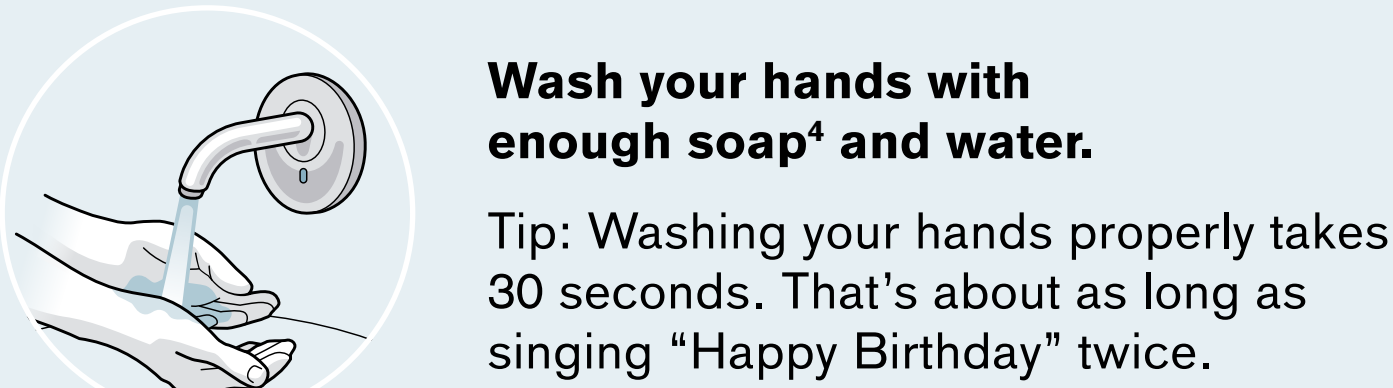 Wash your hands with
enough soap⁴ and water.
Tip: Washing your hands properly takes
30 seconds. That’s about as long as
singing “Happy Birthday” twice.